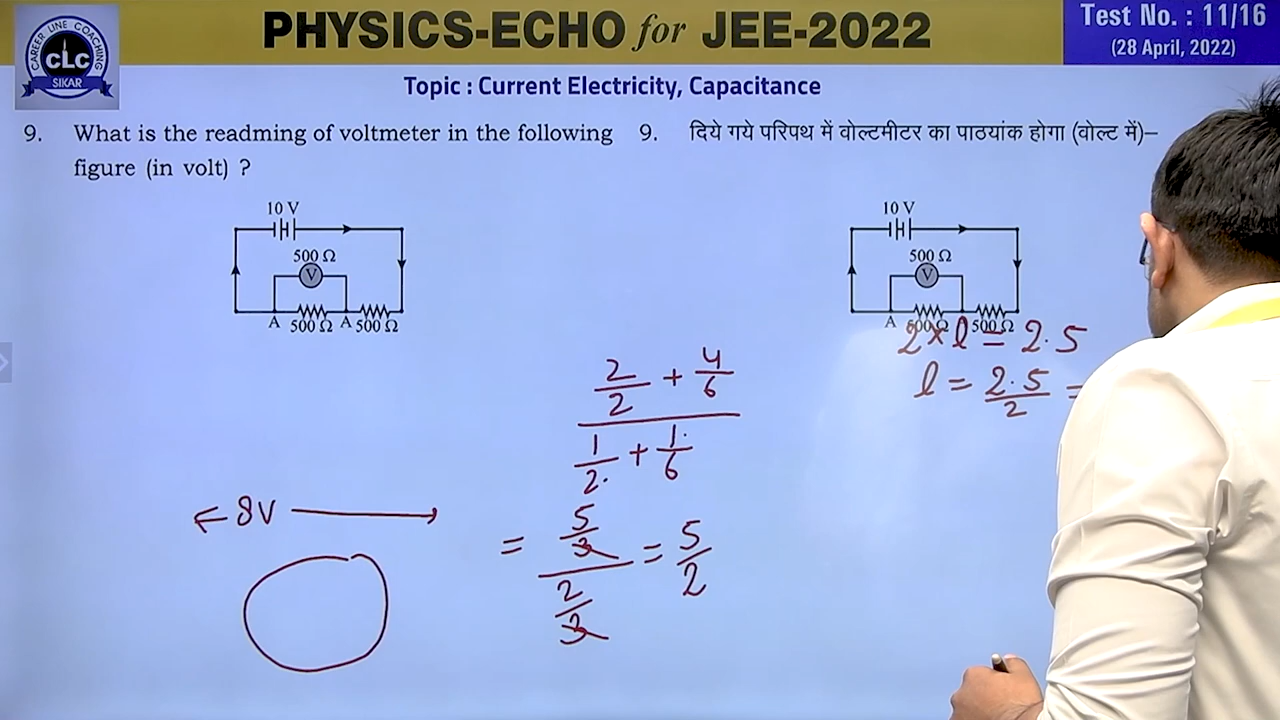 CAREER LINE COACHING
CLC
SIKAR
PHYSICS-ECHO for JEE-2022
Test No. : 11/16
(28 April, 2022)
Topic : Current Electricity, Capacitance
9. What is the readming of voltmeter in the following
figure (in volt) ?
10 V
500 Ω
V
A 500 Ω A 500 Ω
9. दिये गये परिपथ में वोल्टमीटर का पाठयांक होगा (वोल्ट में)–
10 V
500 Ω
V
A 500 Ω 500 Ω
2 × l = 2.5
l = 2.5/2 =
2/2 + 4/6
1/2 + 1/6
= 5/3 / 2/3 = 5/2
← 8V →